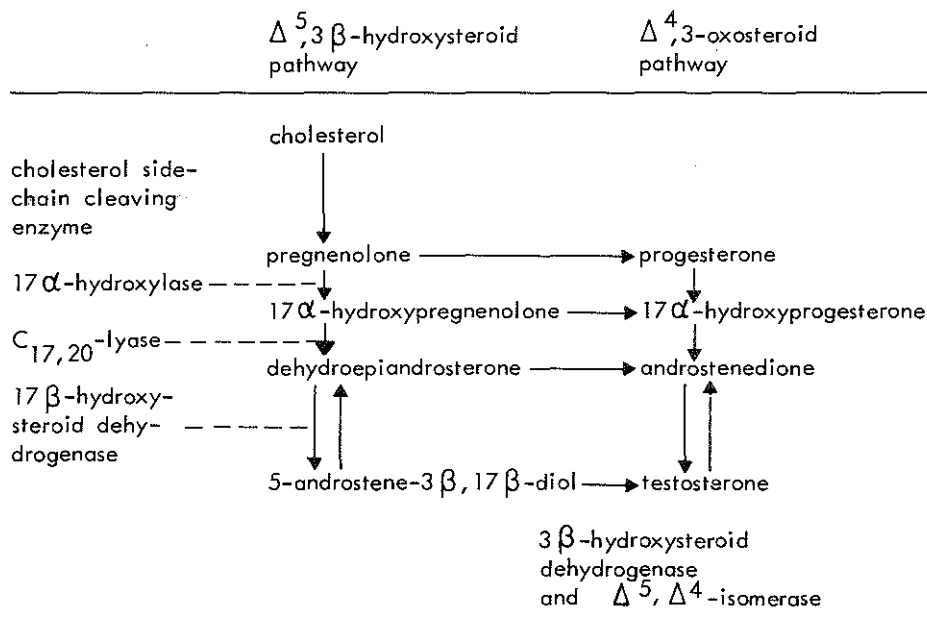 Δ5,3 β-hydroxysteroid pathway
Δ4,3-oxosteroid pathway
cholesterol
cholesterol side-
chain cleaving
enzyme
pregnenolone
progesterone
17 α-hydroxylase
17 α-hydroxypregnenolone
17 α-hydroxyprogesterone
C17,20-lyase
dehydroepiandrosterone
androstenedione
17 β-hydroxy-
steroid dehy-
drogenase
5-androstene-3 β, 17 β-diol
testosterone
3 β-hydroxysteroid
dehydrogenase
and Δ5, Δ4-isomerase